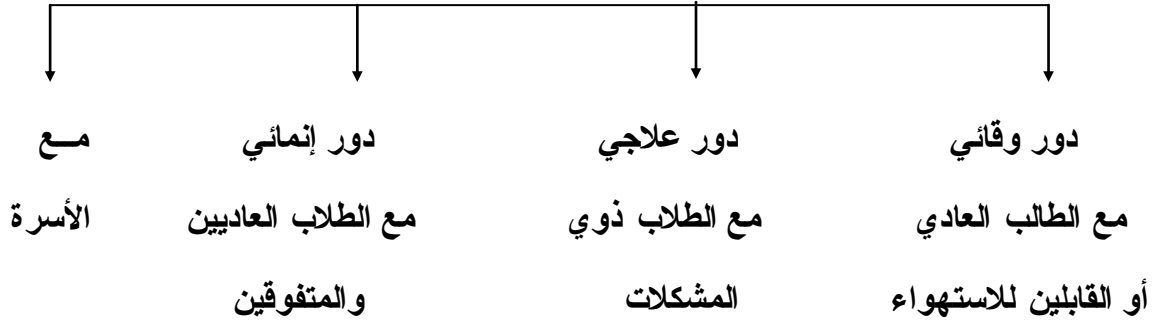 دور وقائي
مع الطالب العادي
أو القابلين للاستهواء
دور علاجي
مع الطلاب ذوي
المشكلات
دور إنمائي
مع الطلاب العاديين
والمتفوقين
مــع
الأسرة